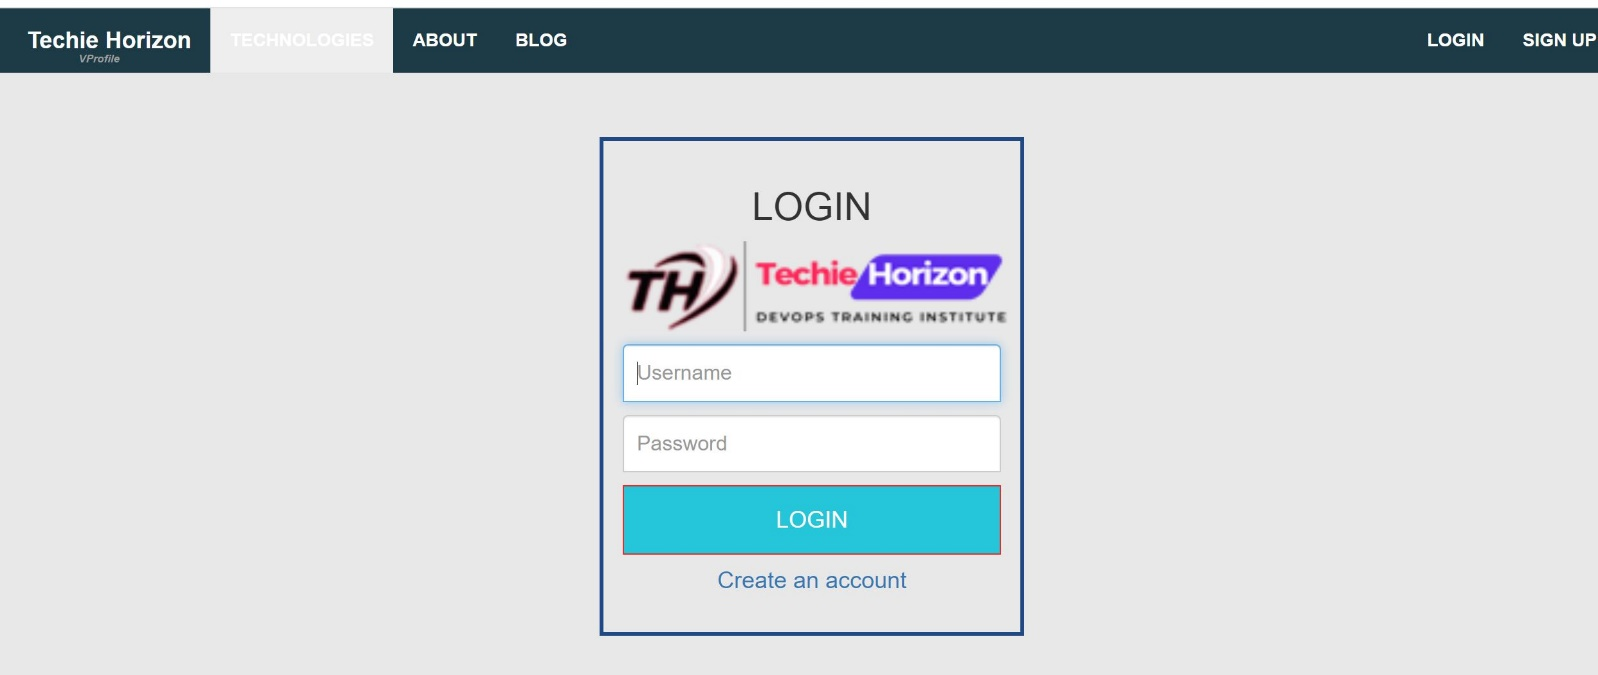 Techie Horizon TECHNOLOGIES ABOUT BLOG LOGIN SIGN UP
VProfile
LOGIN
TH Techie Horizon
DEVOPS TRAINING INSTITUTE
Username
Password
LOGIN
Create an account